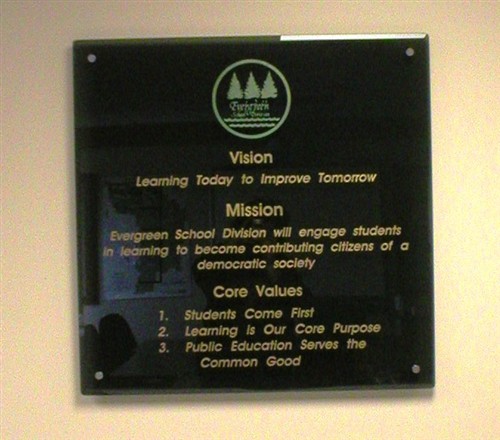 Evergreen
School Division
Vision
Learning Today to Improve Tomorrow
Mission
Evergreen School Division will engage students
in learning to become contributing citizens of a
democratic society
Core Values
1. Students Come First
2. Learning is Our Core Purpose
3. Public Education Serves the
Common Good